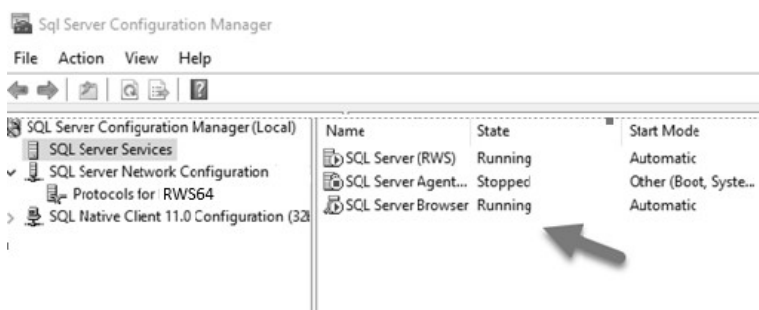 Sql Server Configuration Manager
File Action View Help
SQL Server Configuration Manager (Local)
SQL Server Services
SQL Server Network Configuration
Protocols for RWS64
SQL Native Client 11.0 Configuration (32
Name State Start Mode
SQL Server (RWS) Running Automatic
SQL Server Agent... Stopped Other (Boot, Syste...
SQL Server Browser Running Automatic